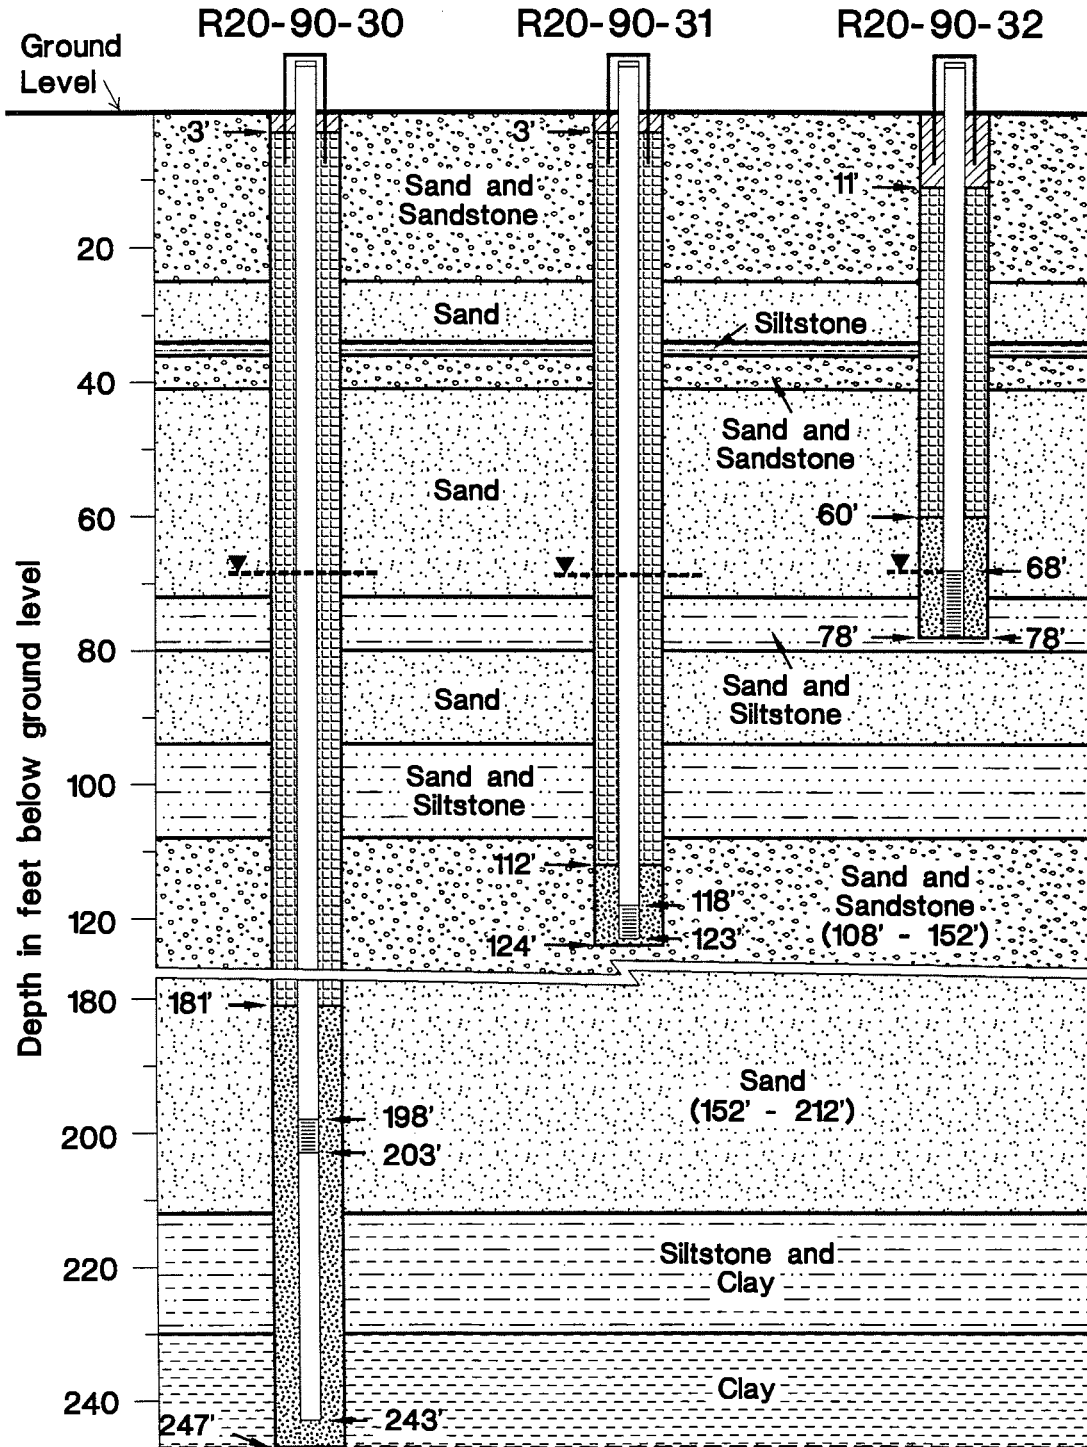 R20-90-30 R20-90-31 R20-90-32
Ground
Level
3' 3'
Sand and
Sandstone
11'
20
Sand
Siltstone
40
Sand and
Sandstone
Sand
60
60'
68'
78' 78'
80
Sand and
Siltstone
Sand
100
Sand and
Siltstone
112'
Sand and
Sandstone
(108' - 152')
118'
120
123'
124'
Depth in feet below ground level
180
181'
Sand
(152' - 212')
198'
200
203'
Siltstone and
Clay
220
Clay
240
243'
247'